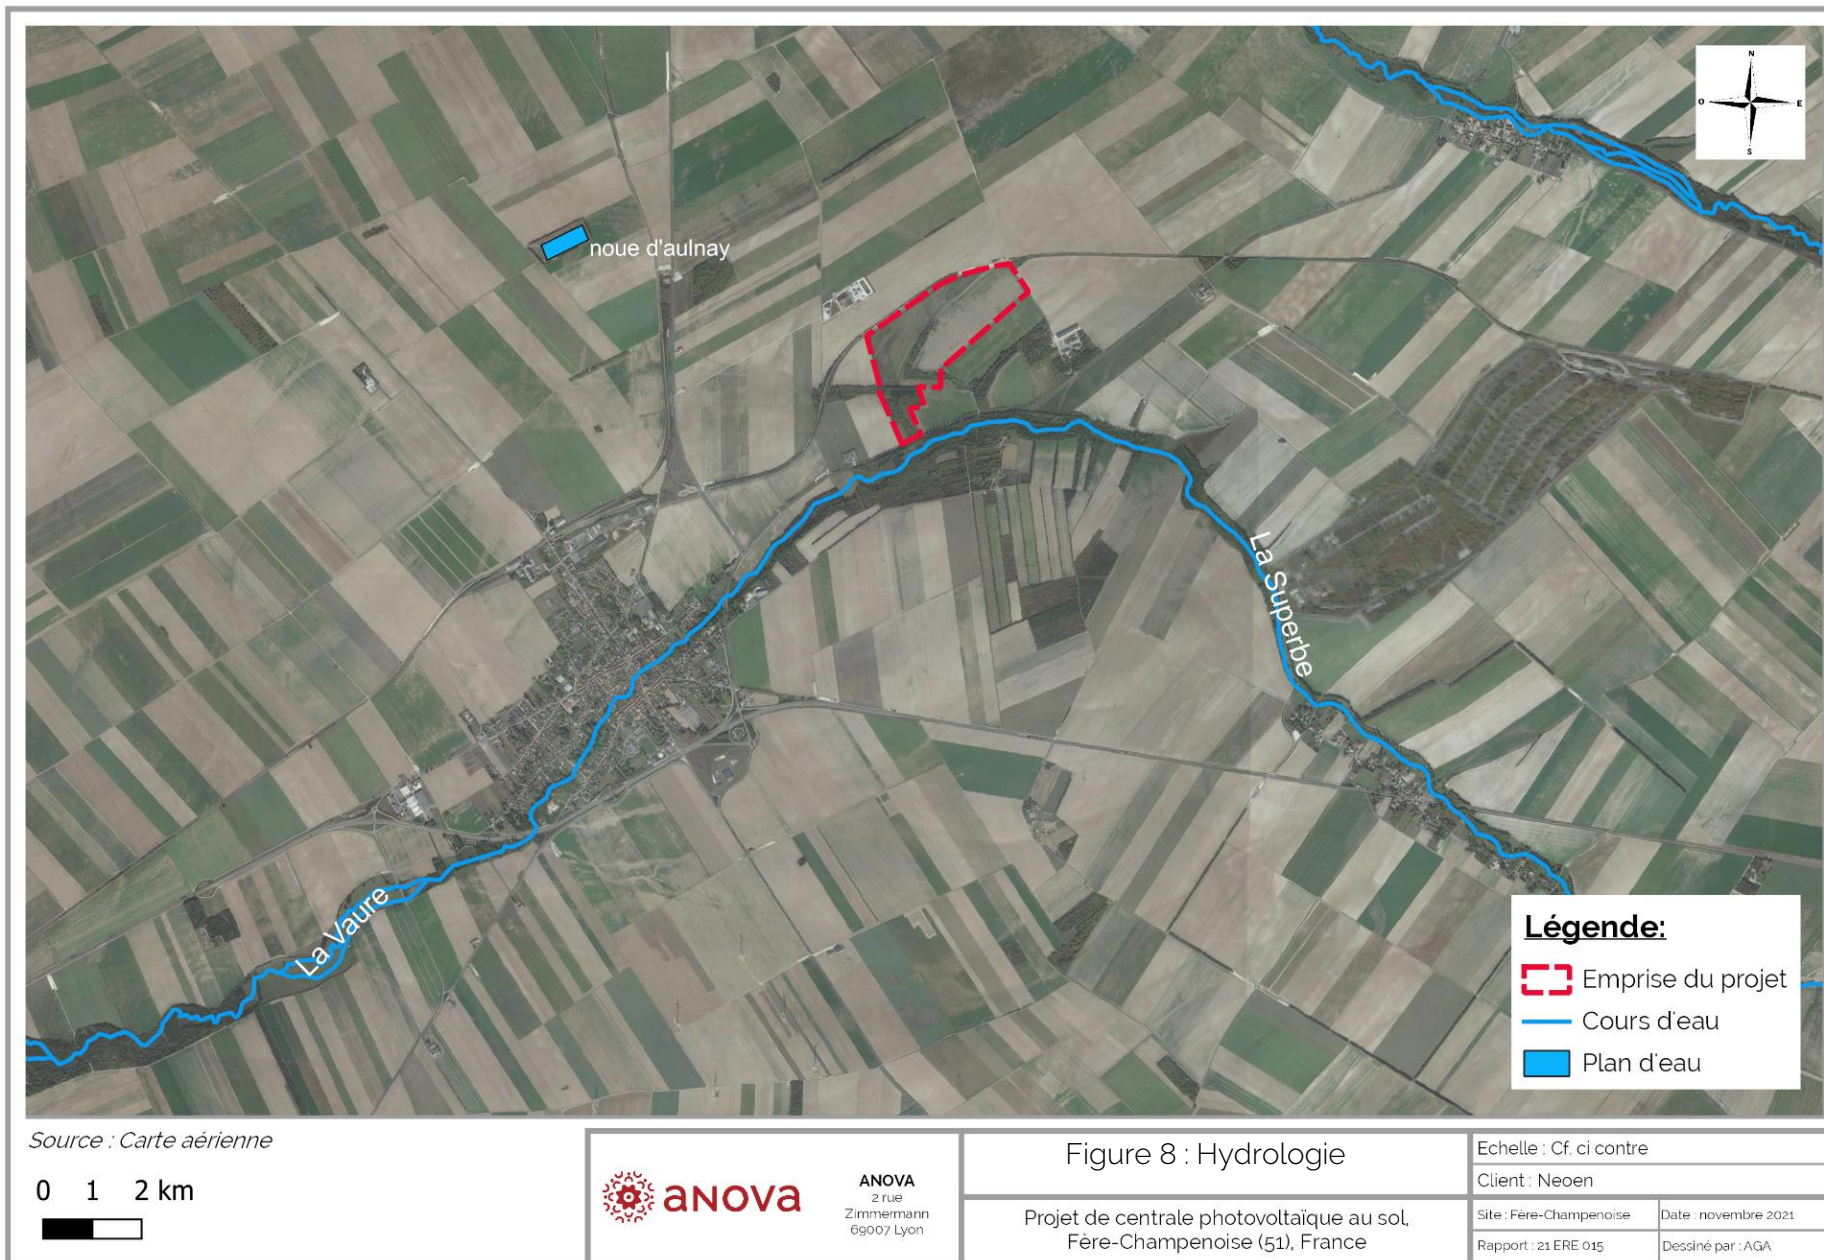 N
O
E
S
noue d'aulnay
La Superbe
La Vaure
Légende:
Emprise du projet
Cours d'eau
Plan d'eau
Source : Carte aérienne
0 1 2 km
anova
ANOVA
2 rue
Zimmermann
69007 Lyon
Figure 8 : Hydrologie
Projet de centrale photovoltaïque au sol,
Fère-Champenoise (51), France
Echelle : Cf. ci contre
Client : Neoen
Site : Fère-Champenoise
Date : novembre 2021
Rapport : 21 ERE 015
Dessiné par : AGA